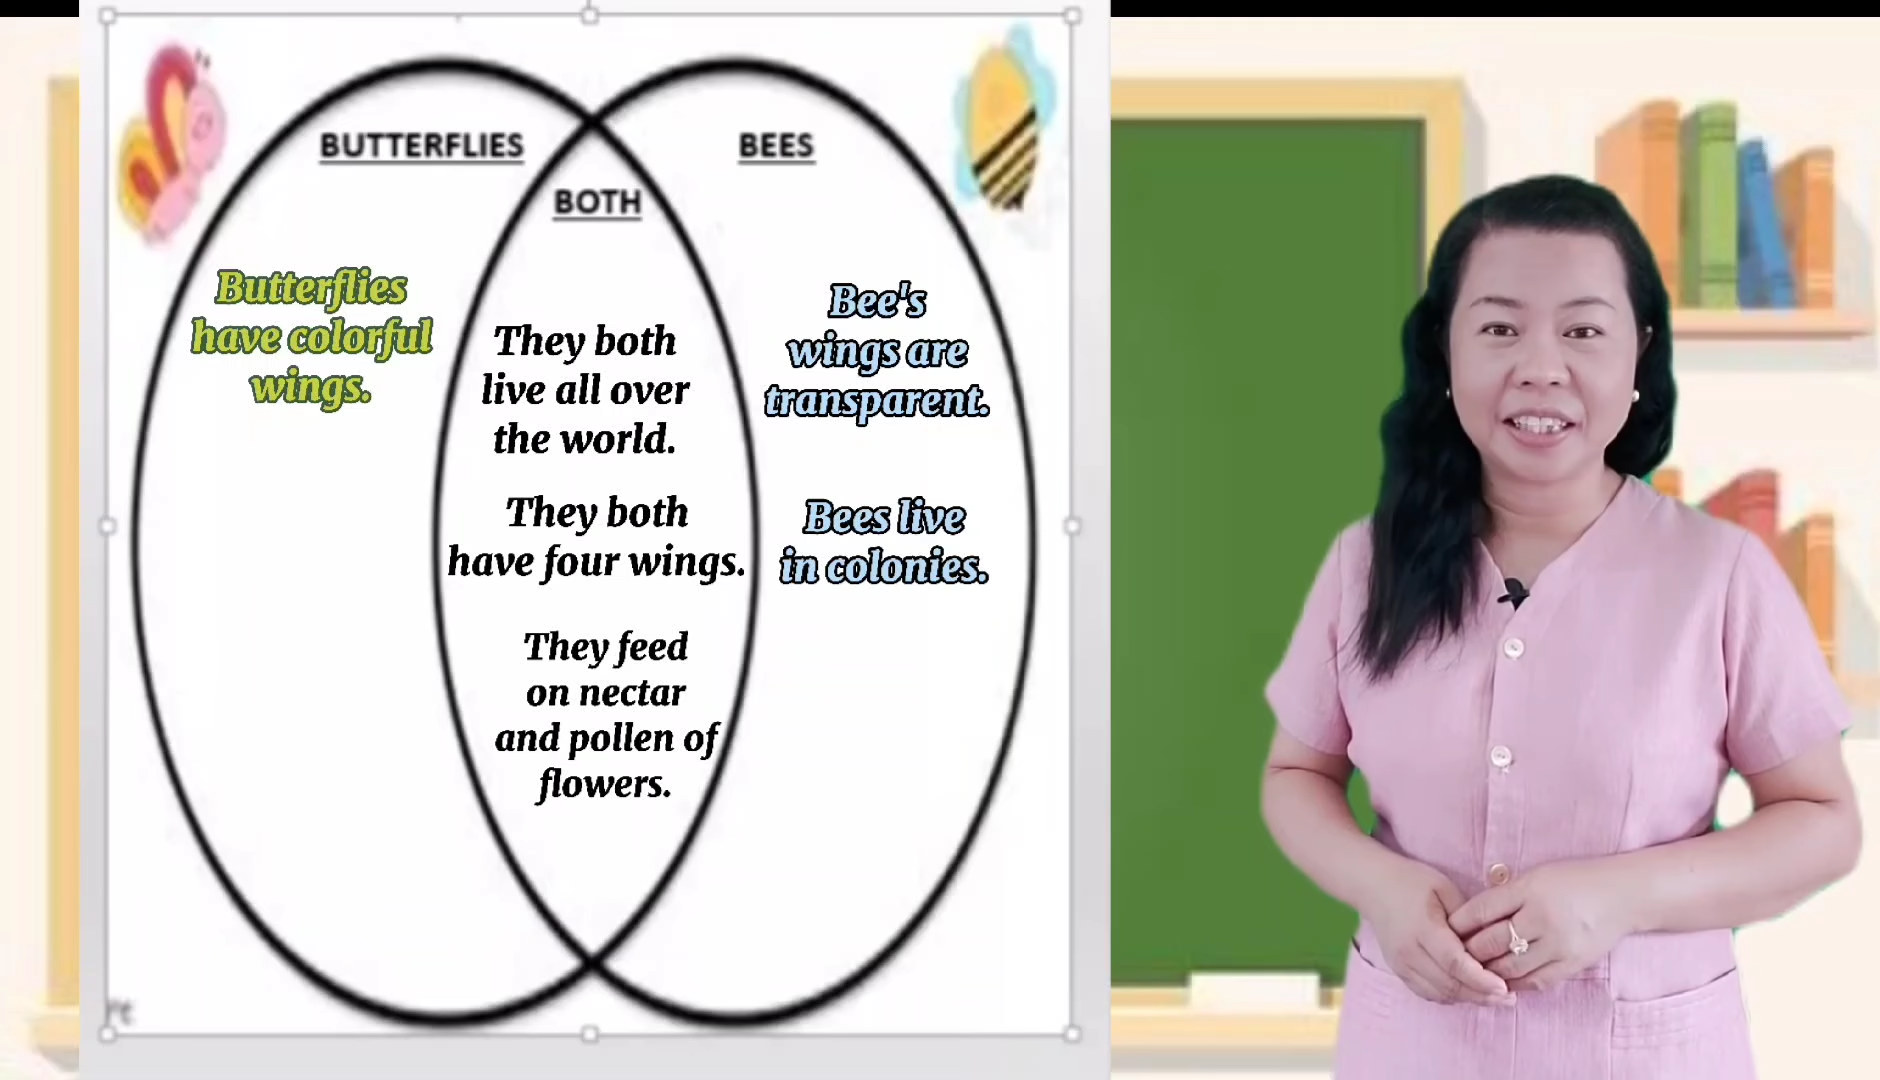 BUTTERFLIES
BEES
BOTH
Butterflies
have colorful
wings.
They both
live all over
the world.
They both
have four wings.
They feed
on nectar
and pollen of
flowers.
Bee's
wings are
transparent.
Bees live
in colonies.